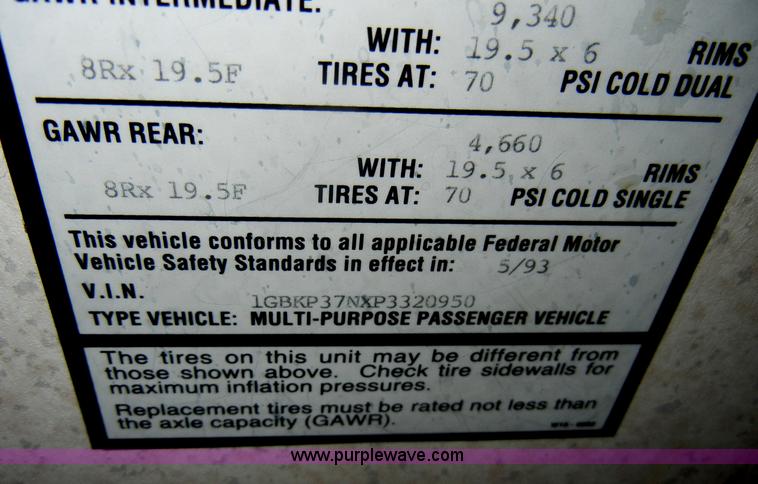 GAWR INTERMEDIATE: 9,340
WITH: 19.5 x 6 RIMS
8Rx 19.5F TIRES AT: 70 PSI COLD DUAL
GAWR REAR: 4,660
WITH: 19.5 x 6 RIMS
8Rx 19.5F TIRES AT: 70 PSI COLD SINGLE
This vehicle conforms to all applicable Federal Motor
Vehicle Safety Standards in effect in: 5/93
V.I.N. 1GBKP37NXP3320950
TYPE VEHICLE: MULTI-PURPOSE PASSENGER VEHICLE
The tires on this unit may be different from
those shown above. Check tire sidewalls for
maximum inflation pressures.
Replacement tires must be rated not less than
the axle capacity (GAWR).
www.purplewave.com